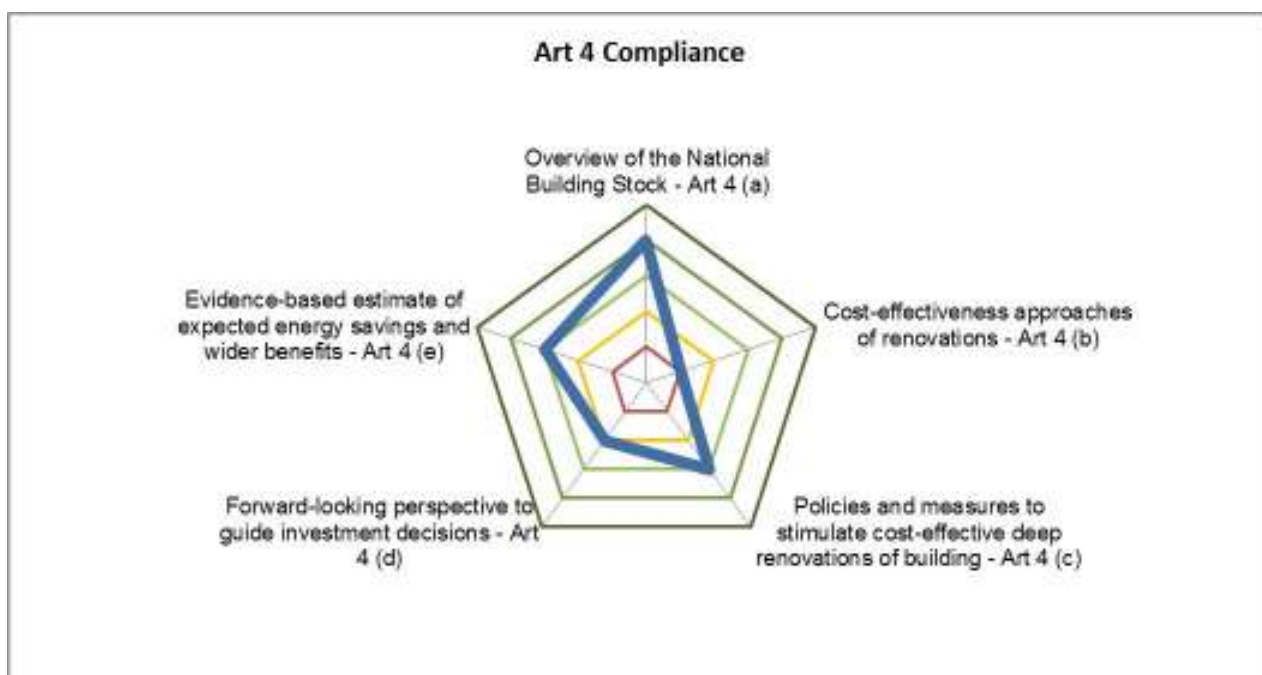 Art 4 Compliance
Overview of the National
Building Stock - Art 4 (a)
Cost-effectiveness approaches
of renovations - Art 4 (b)
Policies and measures to
stimulate cost-effective deep
renovations of building - Art 4 (c)
Forward-looking perspective to
guide investment decisions - Art
4 (d)
Evidence-based estimate of
expected energy savings and
wider benefits - Art 4 (e)